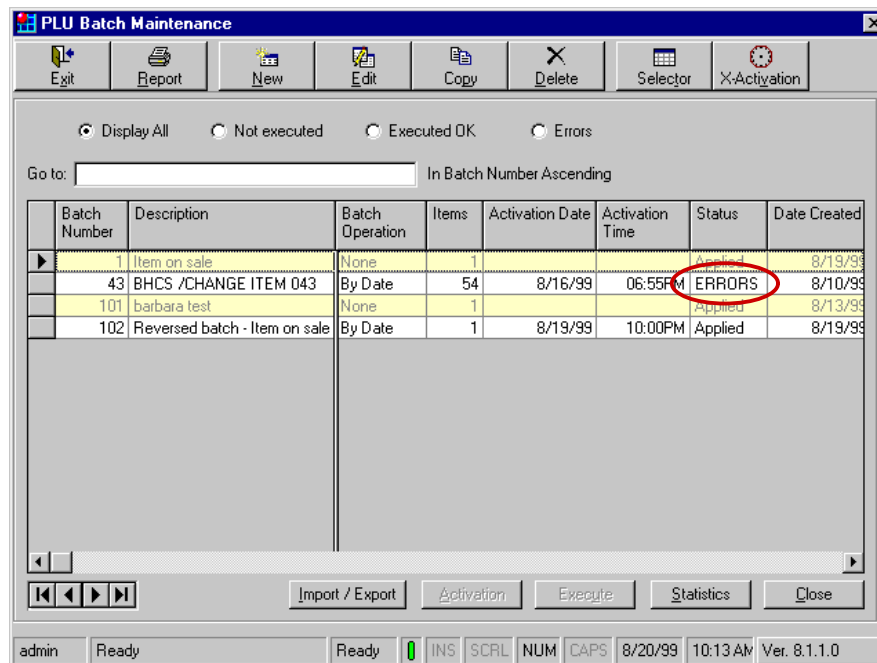 PLU Batch Maintenance
Exit Report New Edit Copy Delete Selector X-Activation
Display All Not executed Executed OK Errors
Go to: In Batch Number Ascending
Batch Number Description Batch Operation Items Activation Date Activation Time Status Date Created
1 Item on sale None 1 Applied 8/19/99
43 BHCS /CHANGE ITEM 043 By Date 54 8/16/99 06:55PM ERRORS 8/10/99
101 barbara test None 1 Applied 8/13/99
102 Reversed batch - Item on sale By Date 1 8/19/99 10:00PM Applied 8/19/99
Import / Export Activation Execute Statistics Close
admin Ready Ready INS SCRL NUM CAPS 8/20/99 10:13 AM Ver. 8.1.1.0